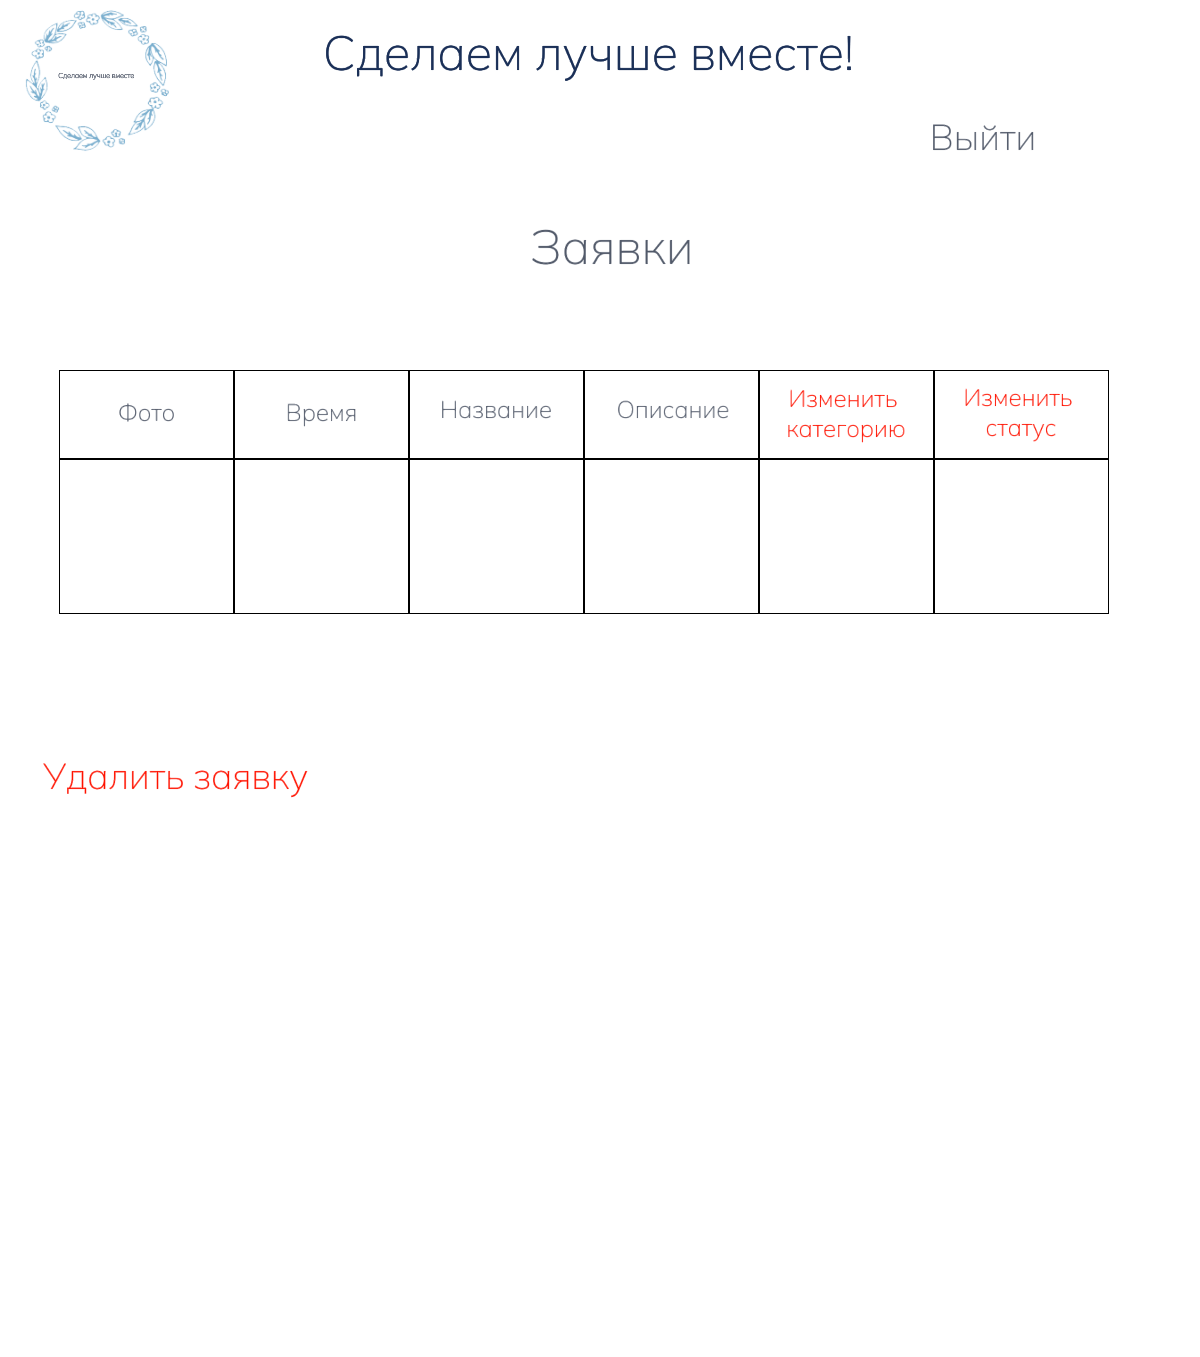 Сделаем лучше вместе
Сделаем лучше вместе!
Выйти
Заявки
Фото
Время
Название
Описание
Изменить
категорию
Изменить
статус
Удалить заявку